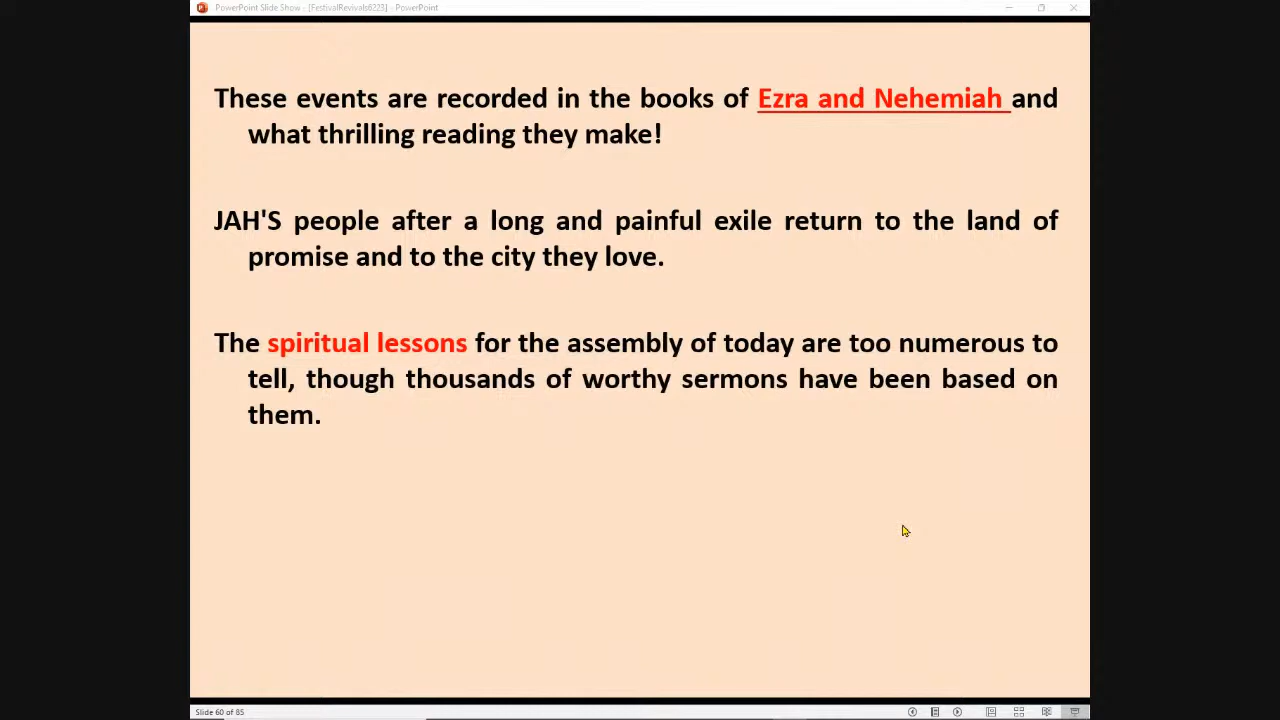 PowerPoint Slide Show - [FestivalRevivals6223] - PowerPoint
These events are recorded in the books of Ezra and Nehemiah and
what thrilling reading they make!
JAH'S people after a long and painful exile return to the land of
promise and to the city they love.
The spiritual lessons for the assembly of today are too numerous to
tell, though thousands of worthy sermons have been based on
them.
Slide 60 of 85